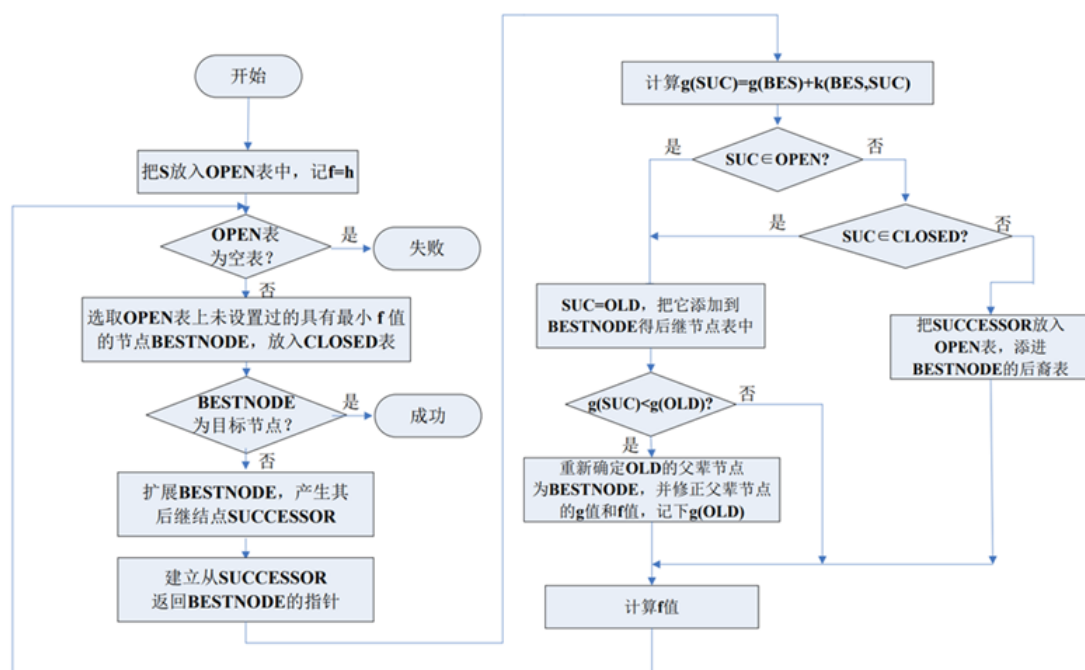 开始
把S放入OPEN表中，记f=h
OPEN表
为空表？
是
失败
否
选取OPEN表上未设置过的具有最小 f 值
的节点BESTNODE，放入CLOSED表
BESTNODE
为目标节点？
是
成功
否
扩展BESTNODE，产生其
后继结点SUCCESSOR
建立从SUCCESSOR
返回BESTNODE的指针
计算g(SUC)=g(BES)+k(BES,SUC)
SUC∈OPEN?
是
否
SUC∈CLOSED?
是
否
SUC=OLD，把它添加到
BESTNODE得后继节点表中
把SUCCESSOR放入
OPEN表，添进
BESTNODE的后裔表
g(SUC)<g(OLD)?
否
是
重新确定OLD的父辈节点
为BESTNODE，并修正父辈节点
的g值和f值，记下g(OLD)
计算f值